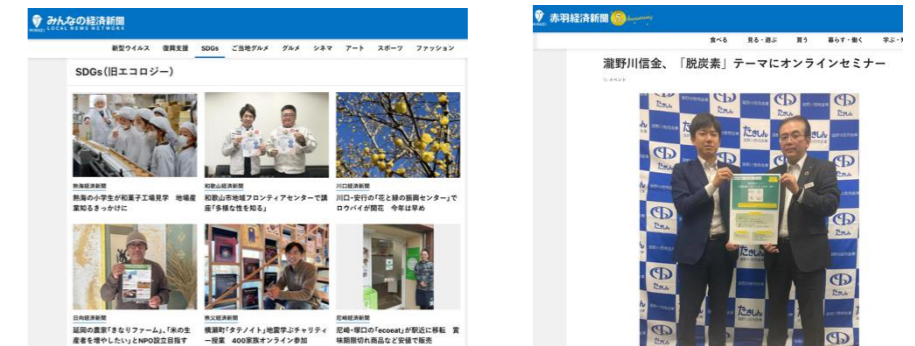 みんなの経済新聞
LOCAL NEWS NETWORK
新型ウイルス 復興支援 SDGs ご当地グルメ グルメ シネマ アート スポーツ ファッション
SDGs(旧エコロジー)
熱海経済新聞
熱海の小学生が和菓子工場見学 地場産
業知るきっかけに
和歌山経済新聞
和歌山市地域フロンティアセンターで講
座「多様な性を知る」
川口経済新聞
川口・安行の「花と緑の振興センター」で
ロウバイが開花 今年は早め
日向経済新聞
延岡の農家「きなりファーム」、「米の生
産者を増やしたい」とNPO設立目指す
秩父経済新聞
横瀬町「タテノイト」地震学ぶチャリティ
ー授業 400家族オンライン参加
尼崎経済新聞
尼崎・塚口の「ecoeat」が駅近に移転 賞
味期限切れ商品など安値で販売
赤羽経済新聞
食べる 見る・遊ぶ 買う 暮らす・働く 学ぶ・
瀧野川信金、「脱炭素」テーマにオンラインセミナー
イベント
たきしん